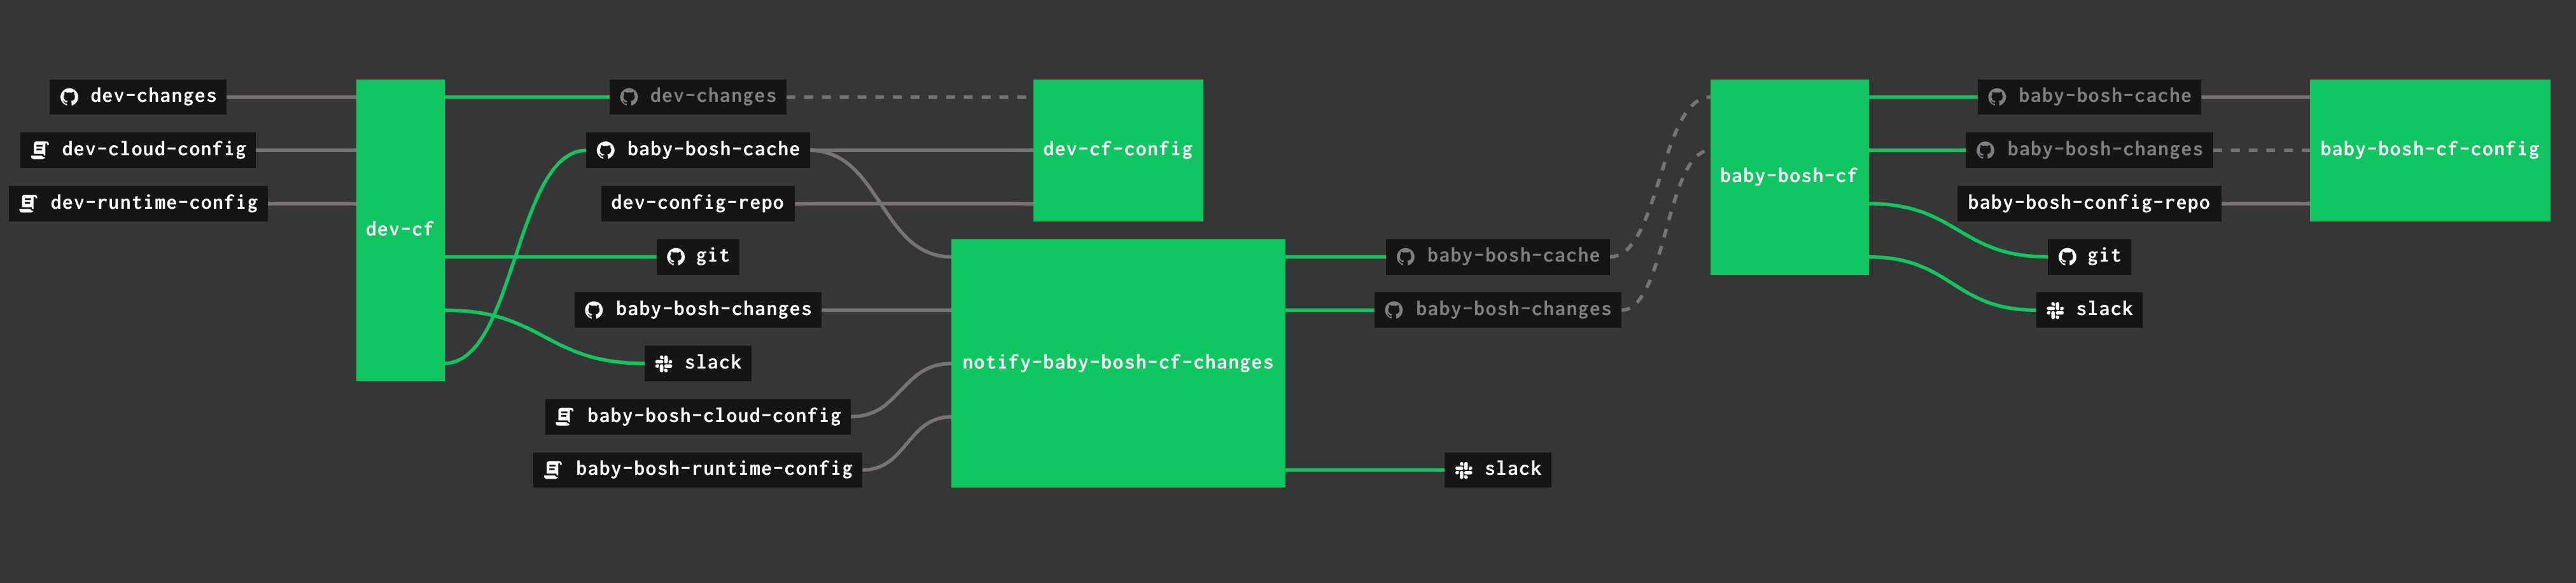 dev-changes
dev-cloud-config
dev-runtime-config
dev-cf
dev-changes
baby-bosh-cache
dev-config-repo
git
baby-bosh-changes
slack
baby-bosh-cloud-config
baby-bosh-runtime-config
dev-cf-config
notify-baby-bosh-cf-changes
baby-bosh-cache
baby-bosh-changes
slack
baby-bosh-cf
baby-bosh-cache
baby-bosh-changes
baby-bosh-config-repo
git
slack
baby-bosh-cf-config